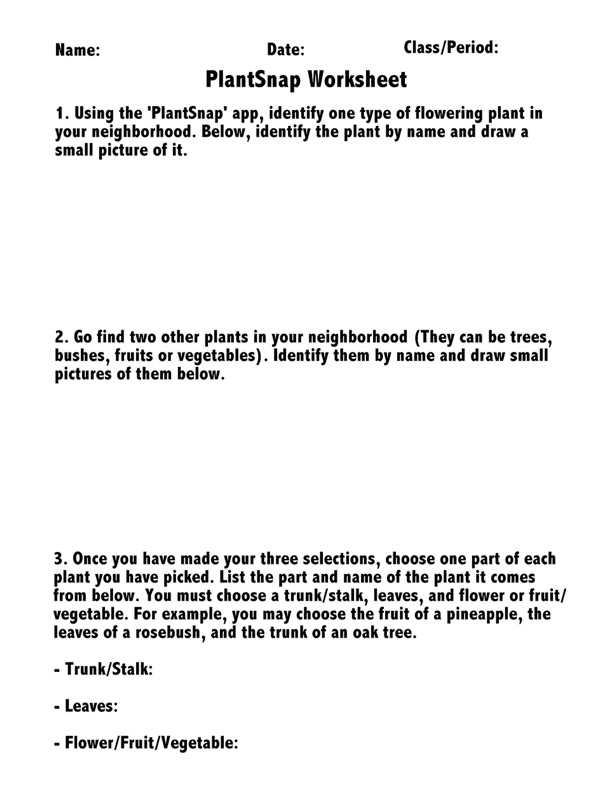 Name: Date: Class/Period:
PlantSnap Worksheet
1. Using the 'PlantSnap' app, identify one type of flowering plant in
your neighborhood. Below, identify the plant by name and draw a
small picture of it.
2. Go find two other plants in your neighborhood (They can be trees,
bushes, fruits or vegetables). Identify them by name and draw small
pictures of them below.
3. Once you have made your three selections, choose one part of each
plant you have picked. List the part and name of the plant it comes
from below. You must choose a trunk/stalk, leaves, and flower or fruit/
vegetable. For example, you may choose the fruit of a pineapple, the
leaves of a rosebush, and the trunk of an oak tree.
- Trunk/Stalk:
- Leaves:
- Flower/Fruit/Vegetable: